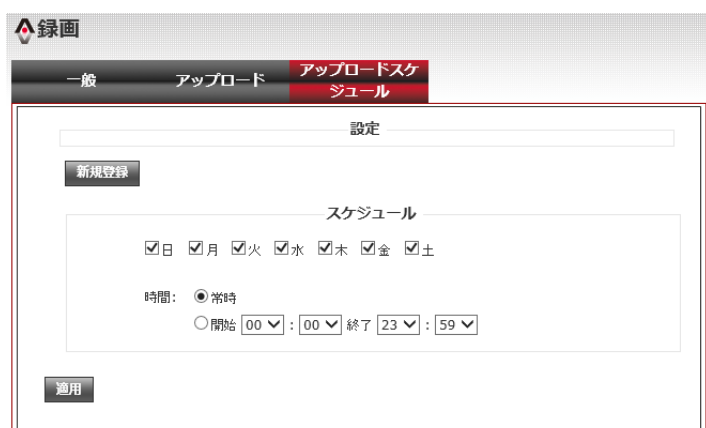 録画
一般
アップロード
アップロードスケ
ジュール
設定
新規登録
スケジュール
日 月 火 水 木 金 土
時間: 常時
開始 00 : 00 終了 23 : 59
適用